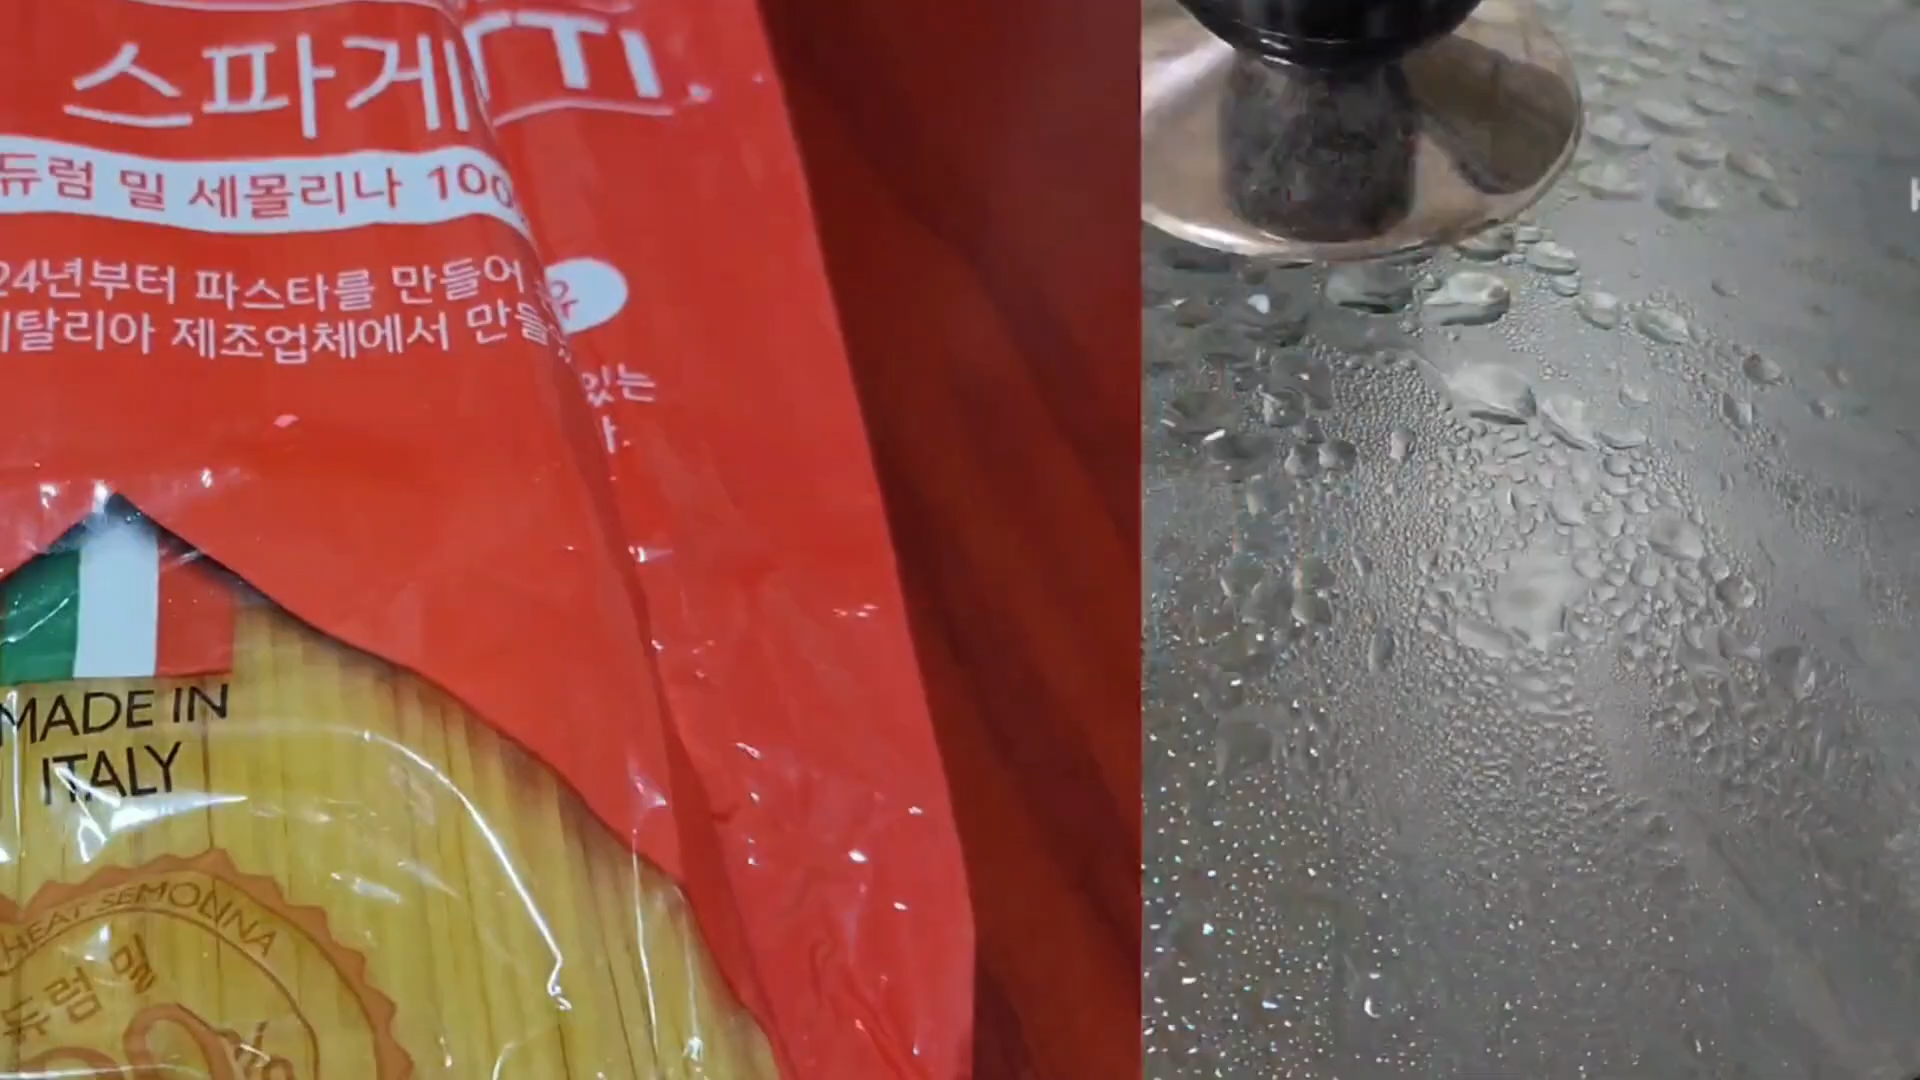 스파게
TTI.
듀럼 밀 세몰리나 100
24년부터 파스타를 만들어
이탈리아 제조업체에서 만들
있는
MADE IN
ITALY
SEMOLINA
듀럼 밀